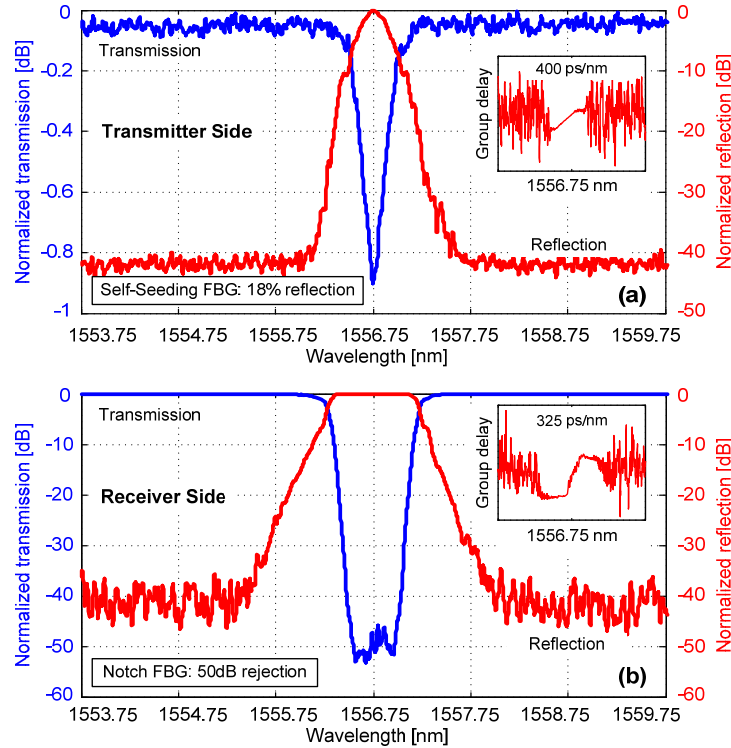 0
-0.2
-0.4
-0.6
-0.8
-1
Normalized transmission [dB]
0
-10
-20
-30
-40
-50
Normalized reflection [dB]
Transmission
Transmitter Side
400 ps/nm
Group delay
1556.75 nm
Reflection
Self-Seeding FBG: 18% reflection
(a)
1553.75 1554.75 1555.75 1556.75 1557.75 1558.75 1559.75
Wavelength [nm]
0
-10
-20
-30
-40
-50
-60
Normalized transmission [dB]
0
-10
-20
-30
-40
-50
-60
Normalized reflection [dB]
Transmission
Receiver Side
325 ps/nm
Group delay
1556.75 nm
Reflection
Notch FBG: 50dB rejection
(b)
1553.75 1554.75 1555.75 1556.75 1557.75 1558.75 1559.75
Wavelength [nm]